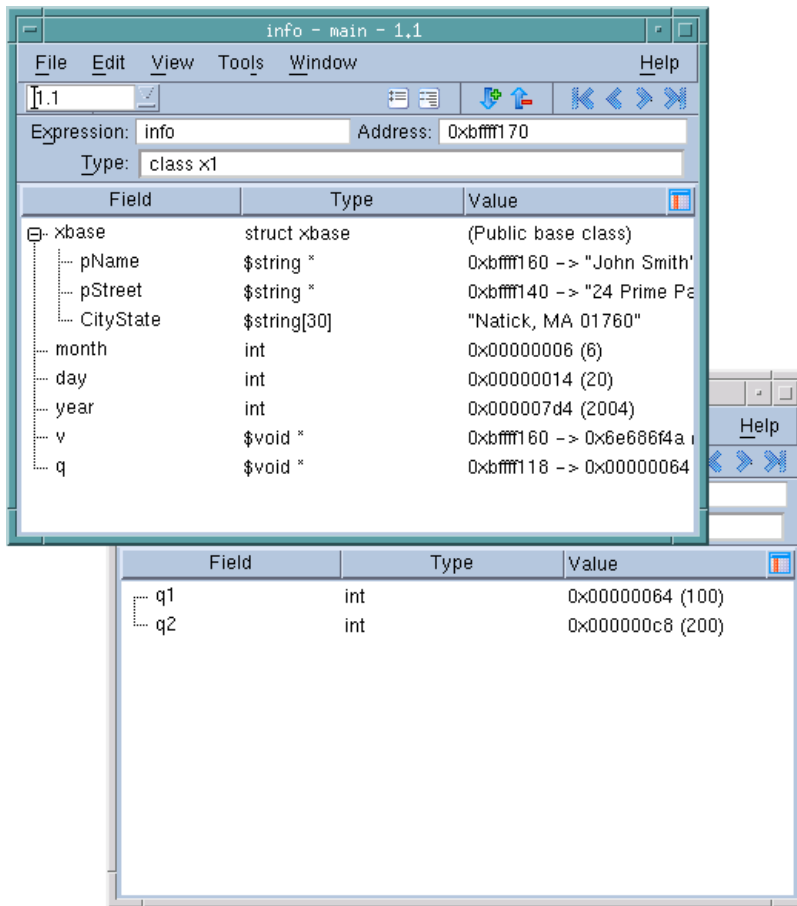 info - main - 1.1
File Edit View Tools Window Help
1.1
Expression: info Address: 0xbffff170
Type: class x1
Field Type Value
xbase struct xbase (Public base class)
pName $string * 0xbffff160 -> "John Smith"
pStreet $string * 0xbffff140 -> "24 Prime Pa
CityState $string[30] "Natick, MA 01760"
month int 0x00000006 (6)
day int 0x00000014 (20)
year int 0x000007d4 (2004)
v $void * 0xbffff160 -> 0x6e686f4a
q $void * 0xbffff118 -> 0x00000064
Help
Field Type Value
q1 int 0x00000064 (100)
q2 int 0x000000c8 (200)